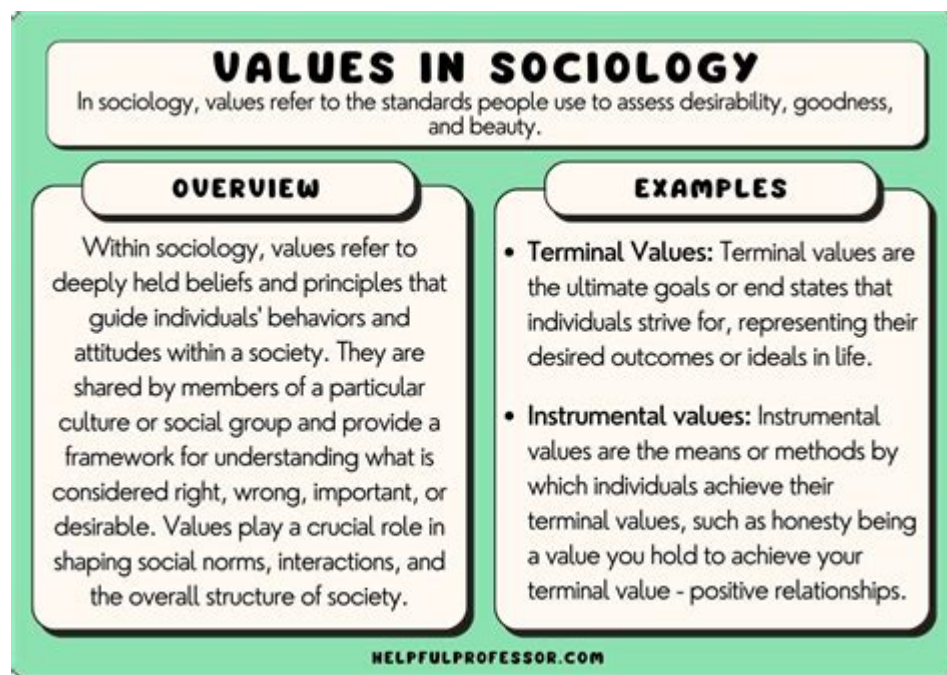 VALUES IN SOCIOLOGY
In sociology, values refer to the standards people use to assess desirability, goodness,
and beauty.
OVERVIEW
Within sociology, values refer to
deeply held beliefs and principles that
guide individuals' behaviors and
attitudes within a society. They are
shared by members of a particular
culture or social group and provide a
framework for understanding what is
considered right, wrong, important, or
desirable. Values play a crucial role in
shaping social norms, interactions, and
the overall structure of society.
EXAMPLES
• Terminal Values: Terminal values are
the ultimate goals or end states that
individuals strive for, representing their
desired outcomes or ideals in life.
• Instrumental values: Instrumental
values are the means or methods by
which individuals achieve their
terminal values, such as honesty being
a value you hold to achieve your
terminal value - positive relationships.
HELPFULPROFESSOR.COM